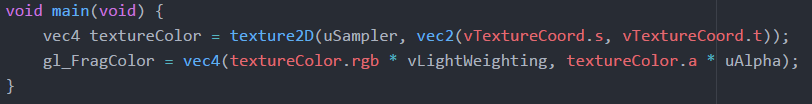 void main(void) {
    vec4 textureColor = texture2D(uSampler, vec2(vTextureCoord.s, vTextureCoord.t));
    gl_FragColor = vec4(textureColor.rgb * vLightWeighting, textureColor.a * uAlpha);
}